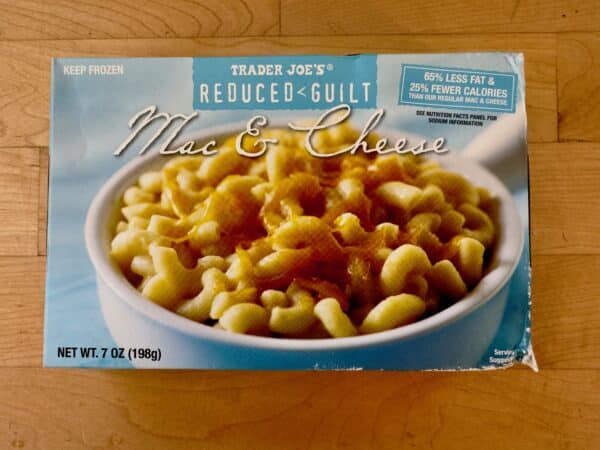 KEEP FROZEN
TRADER JOE'S®
REDUCED<GUILT
Mac & Cheese
65% LESS FAT &
25% FEWER CALORIES
THAN OUR REGULAR MAC & CHEESE
SEE NUTRITION FACTS PANEL FOR
SODIUM INFORMATION
NET WT. 7 OZ (198g)